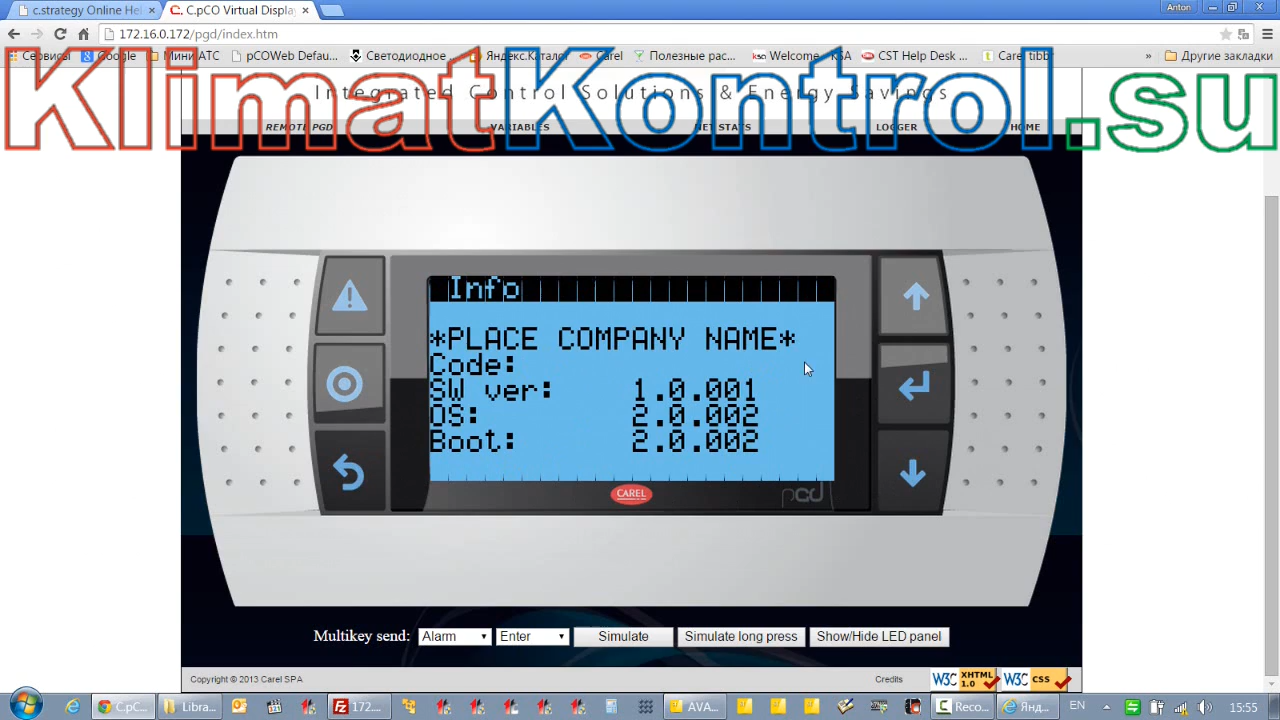 c.strategy Online Hel
C.pCO Virtual Display
Anton
172.16.0.172/pgd/index.htm
Сервисы
Google
Мини АТС
pCOWeb Defau...
Светодиодное
Яндекс.Каталог
Carel
Полезные рас...
ksa
Welcome - KSA
CST Help Desk ...
Carel tibb
»
Другие закладки
KlimatKontrol.su
Integrated Control Solutions & Energy Savings
REMOTE PGD
VARIABLES
NET STATS
LOGGER
HOME
Info
*PLACE COMPANY NAME*
Code:
SW ver: 1.0.001
OS: 2.0.002
Boot: 2.0.002
CAREL
pGD
Multikey send:
Alarm
Enter
Simulate
Simulate long press
Show/Hide LED panel
Copyright © 2013 Carel SPA
Credits
W3C XHTML 1.0
W3C CSS
C.pC...
Libra...
172...
AVA...
Reco...
Янд...
EN
15:55